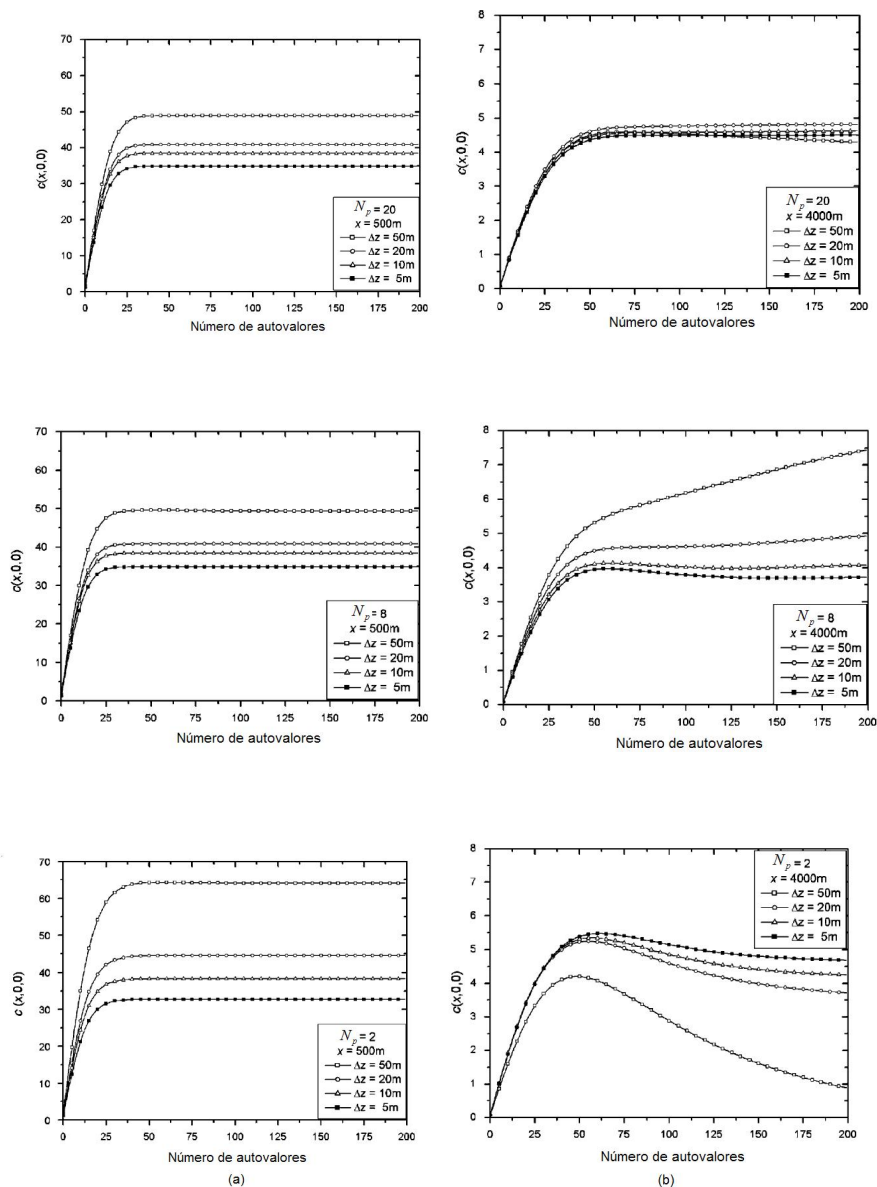 70
60
50
40
30
20
10
0
c(x,0,0)
N_p = 20
x = 500m
Δz = 50m
Δz = 20m
Δz = 10m
Δz = 5m
0 25 50 75 100 125 150 175 200
Número de autovalores
8
7
6
5
4
3
2
1
0
c(x,0,0)
N_p = 20
x = 4000m
Δz = 50m
Δz = 20m
Δz = 10m
Δz = 5m
0 25 50 75 100 125 150 175 200
Número de autovalores
70
60
50
40
30
20
10
0
c(x,0,0)
N_p = 8
x = 500m
Δz = 50m
Δz = 20m
Δz = 10m
Δz = 5m
0 25 50 75 100 125 150 175 200
Número de autovalores
8
7
6
5
4
3
2
1
0
c(x,0,0)
N_p = 8
x = 4000m
Δz = 50m
Δz = 20m
Δz = 10m
Δz = 5m
0 25 50 75 100 125 150 175 200
Número de autovalores
70
60
50
40
30
20
10
0
c (x,0,0)
N_p = 2
x = 500m
Δz = 50m
Δz = 20m
Δz = 10m
Δz = 5m
0 25 50 75 100 125 150 175 200
Número de autovalores
(a)
8
7
6
5
4
3
2
1
0
c(x,0,0)
N_p = 2
x = 4000m
Δz = 50m
Δz = 20m
Δz = 10m
Δz = 5m
0 25 50 75 100 125 150 175 200
Número de autovalores
(b)